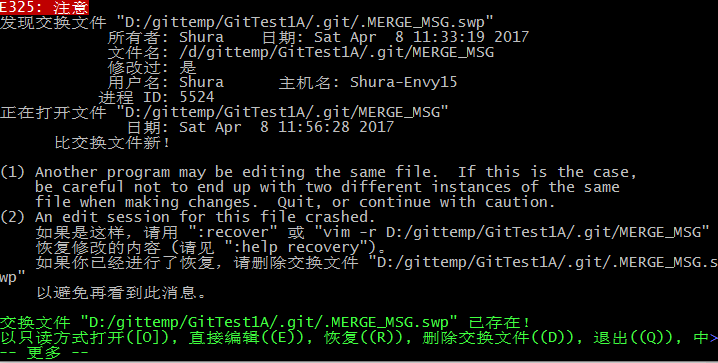 E325: 注意
发现交换文件 "D:/gittemp/GitTest1A/.git/.MERGE_MSG.swp"
所有者: Shura 日期: Sat Apr 8 11:33:19 2017
文件名: /d/gittemp/GitTest1A/.git/MERGE_MSG
修改过: 是
用户名: Shura 主机名: Shura-Envy15
进程 ID: 5524
正在打开文件 "D:/gittemp/GitTest1A/.git/MERGE_MSG"
日期: Sat Apr 8 11:56:28 2017
比交换文件新!
(1) Another program may be editing the same file. If this is the case,
be careful not to end up with two different instances of the same
file when making changes. Quit, or continue with caution.
(2) An edit session for this file crashed.
如果是这样，请用 ":recover" 或 "vim -r D:/gittemp/GitTest1A/.git/MERGE_MSG"
恢复修改的内容 (请见 ":help recovery")。
如果你已经进行了恢复，请删除交换文件 "D:/gittemp/GitTest1A/.git/.MERGE_MSG.s
wp"
以避免再看到此消息。
交换文件 "D:/gittemp/GitTest1A/.git/.MERGE_MSG.swp" 已存在!
以只读方式打开([O]), 直接编辑((E)), 恢复((R)), 删除交换文件((D)), 退出((Q)), 中>
-- 更多 --